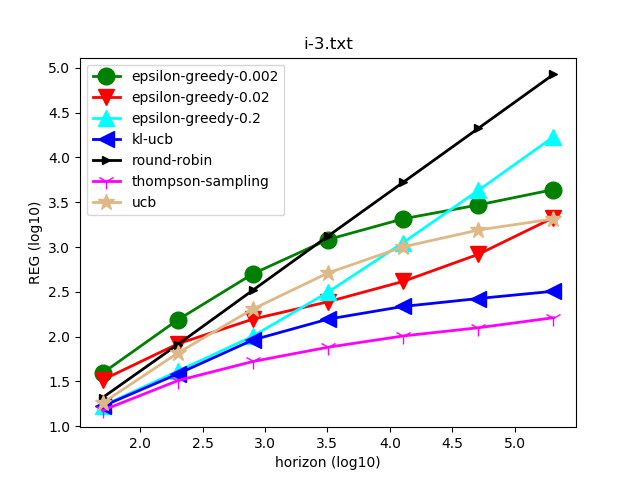 i-3.txt
epsilon-greedy-0.002
epsilon-greedy-0.02
epsilon-greedy-0.2
kl-ucb
round-robin
thompson-sampling
ucb
REG (log10)
5.0
4.5
4.0
3.5
3.0
2.5
2.0
1.5
1.0
2.0 2.5 3.0 3.5 4.0 4.5 5.0
horizon (log10)